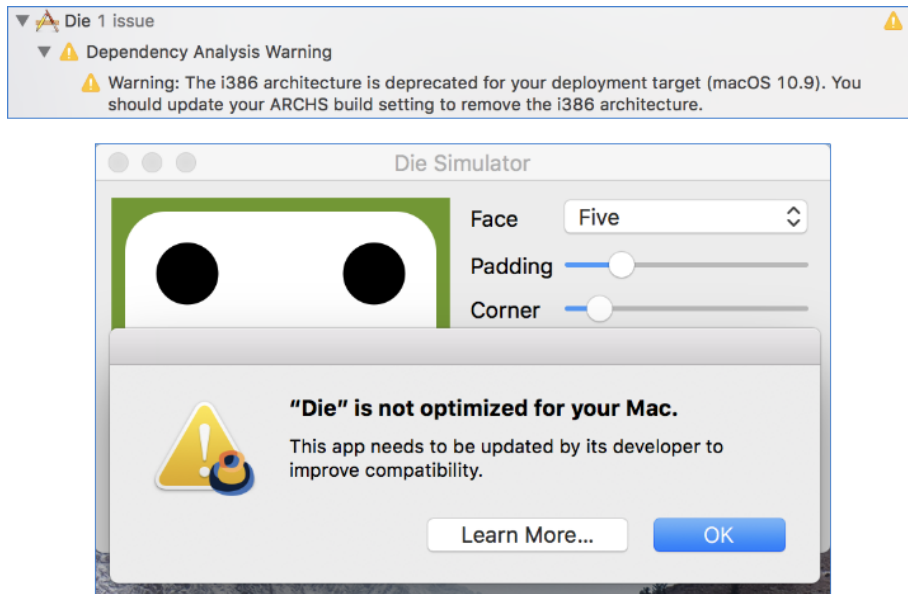 Die 1 issue
Dependency Analysis Warning
Warning: The i386 architecture is deprecated for your deployment target (macOS 10.9). You
should update your ARCHS build setting to remove the i386 architecture.
Die Simulator
Face Five
Padding
Corner
“Die” is not optimized for your Mac.
This app needs to be updated by its developer to
improve compatibility.
Learn More... OK